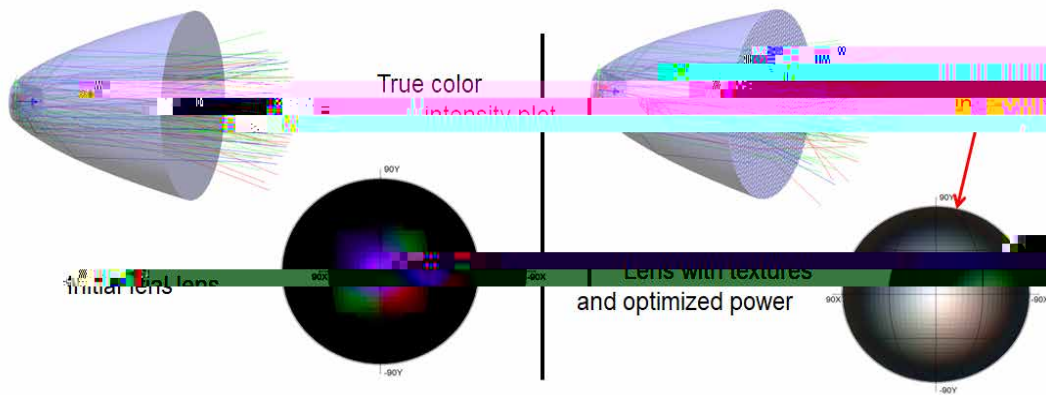 True color
intensity plot
90Y
90Y
Initial lens
90X
-90X
Lens with textures
and optimized power
90X
-90X
-90Y
-90Y